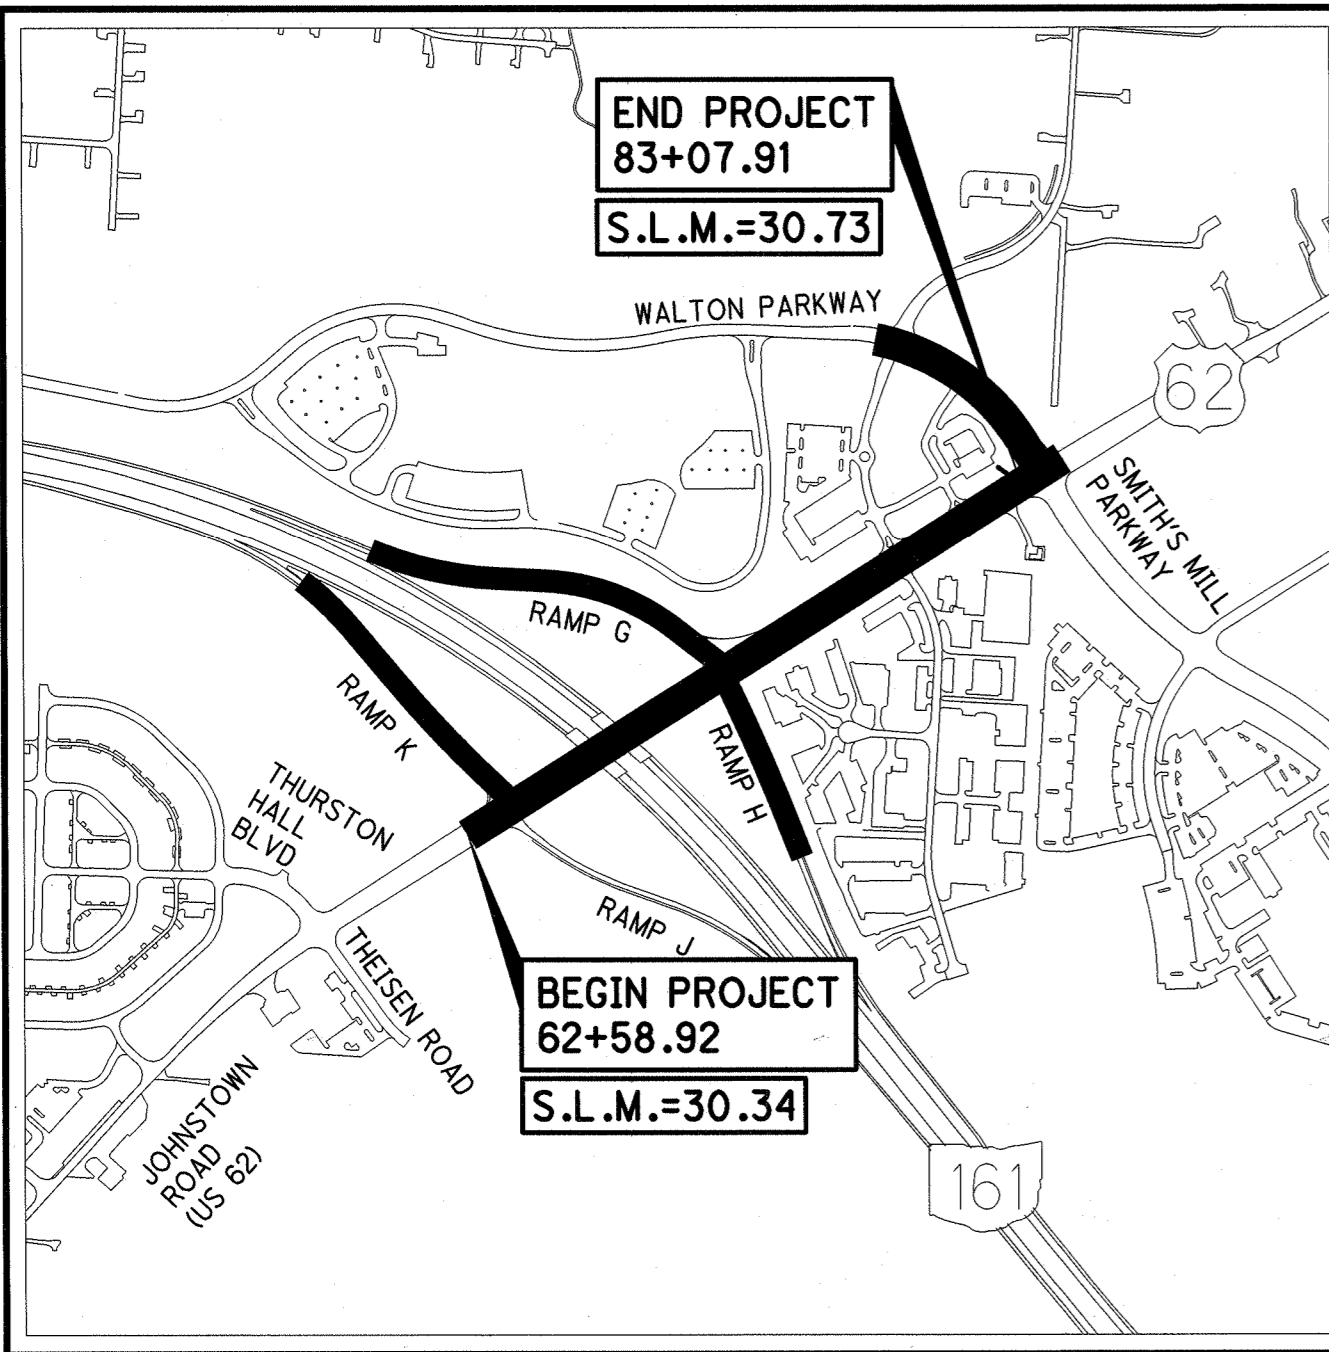 END PROJECT
83+07.91
S.L.M.=30.73
WALTON PARKWAY
62
SMITH'S MILL
PARKWAY
RAMP G
RAMP K
RAMP H
THURSTON
HALL
BLVD
RAMP J
THEISEN ROAD
BEGIN PROJECT
62+58.92
S.L.M.=30.34
JOHNSTOWN
ROAD
(US 62)
161